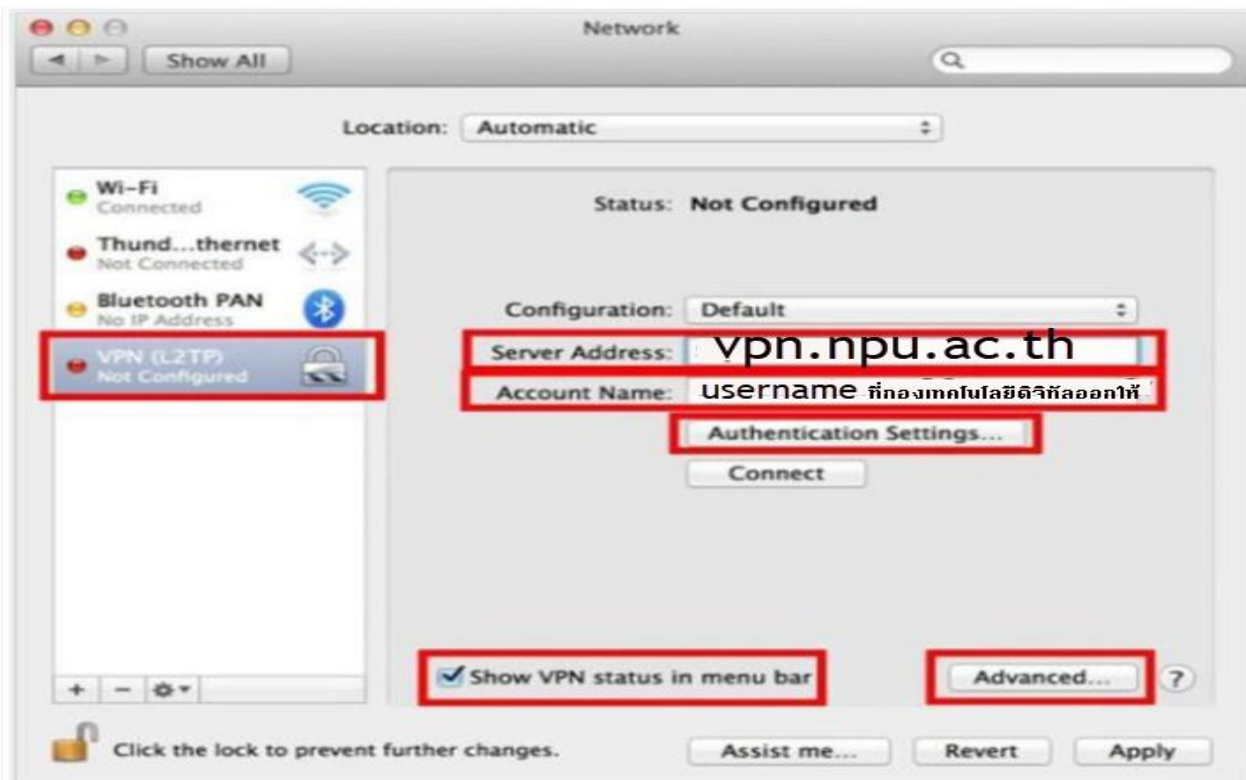 Network
Show All
Location: Automatic
Wi-Fi
Connected
Thund...thernet
Not Connected
Bluetooth PAN
No IP Address
VPN (L2TP)
Not Configured
Status: Not Configured
Configuration: Default
Server Address: vpn.npu.ac.th
Account Name: username ที่กองเทคโนโลยีดิจิทัลออกให้
Authentication Settings...
Connect
Show VPN status in menu bar
Advanced... ?
+ -
Click the lock to prevent further changes.
Assist me... Revert Apply